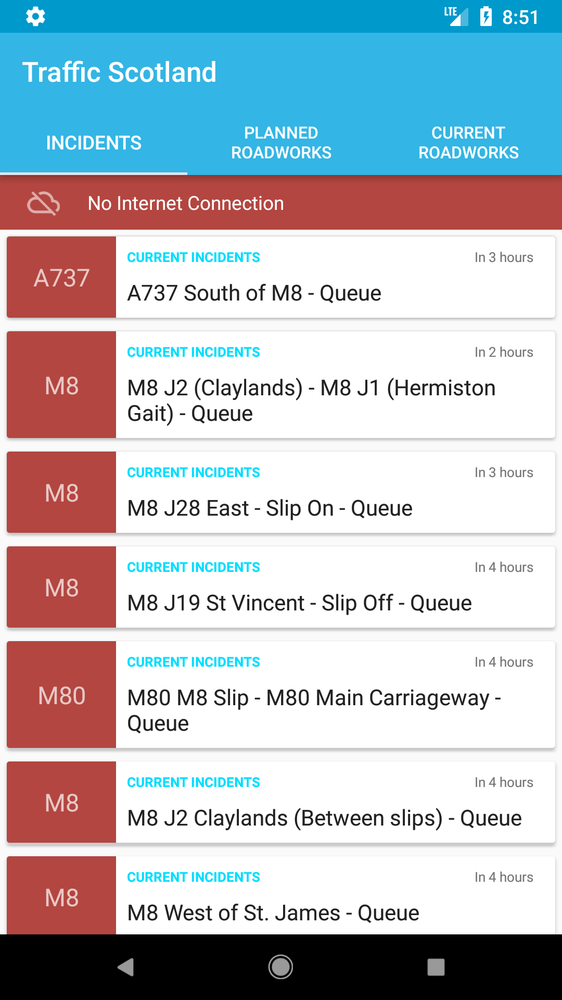 LTE 8:51
Traffic Scotland
INCIDENTS
PLANNED
ROADWORKS
CURRENT
ROADWORKS
No Internet Connection
A737
CURRENT INCIDENTS
In 3 hours
A737 South of M8 - Queue
M8
CURRENT INCIDENTS
In 2 hours
M8 J2 (Claylands) - M8 J1 (Hermiston
Gait) - Queue
M8
CURRENT INCIDENTS
In 3 hours
M8 J28 East - Slip On - Queue
M8
CURRENT INCIDENTS
In 4 hours
M8 J19 St Vincent - Slip Off - Queue
M80
CURRENT INCIDENTS
In 4 hours
M80 M8 Slip - M80 Main Carriageway -
Queue
M8
CURRENT INCIDENTS
In 4 hours
M8 J2 Claylands (Between slips) - Queue
M8
CURRENT INCIDENTS
In 4 hours
M8 West of St. James - Queue